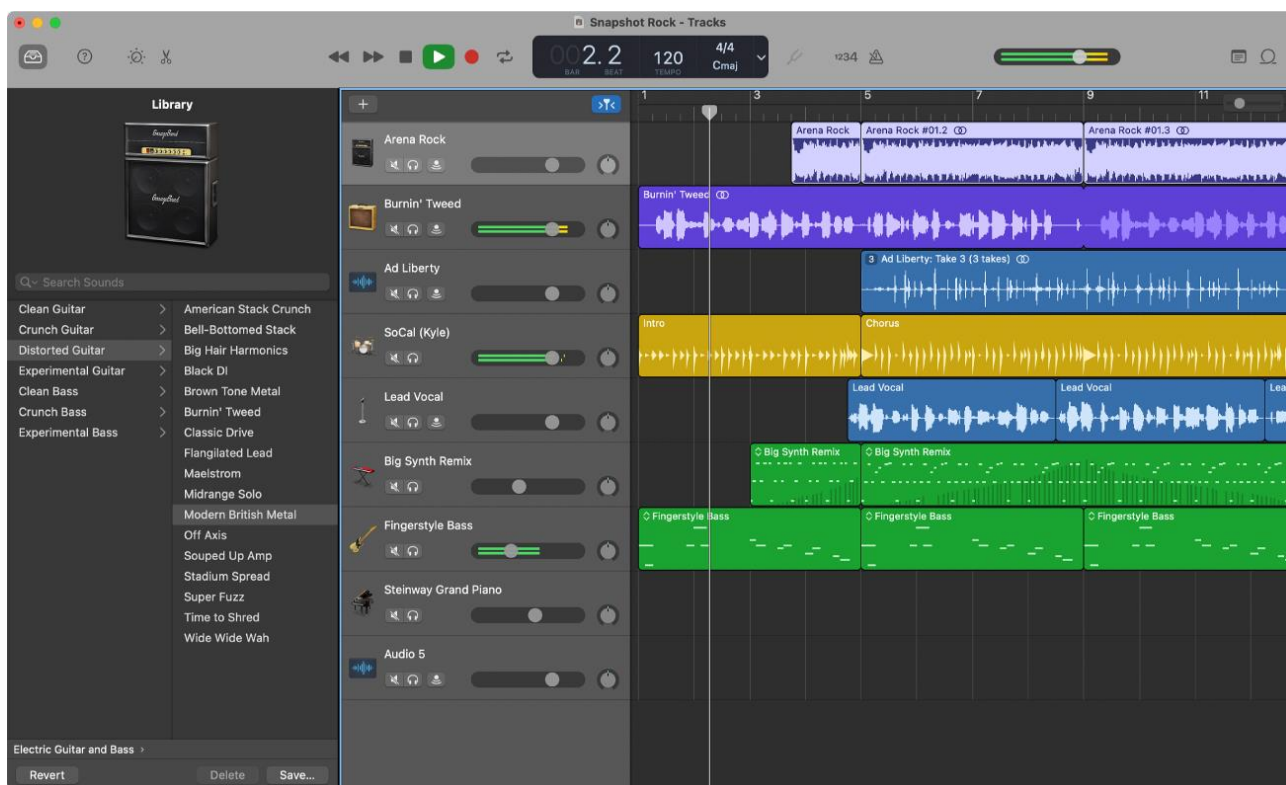 Snapshot Rock - Tracks
002.2
BAR BEAT
120
TEMPO
4/4
Cmaj
1234
Library
Search Sounds
Clean Guitar
Crunch Guitar
Distorted Guitar
Experimental Guitar
Clean Bass
Crunch Bass
Experimental Bass
American Stack Crunch
Bell-Bottomed Stack
Big Hair Harmonics
Black DI
Brown Tone Metal
Burnin' Tweed
Classic Drive
Flangilated Lead
Maelstrom
Midrange Solo
Modern British Metal
Off Axis
Souped Up Amp
Stadium Spread
Super Fuzz
Time to Shred
Wide Wide Wah
Electric Guitar and Bass
Revert
Delete
Save...
1 3 5 7 9 11
Arena Rock
Arena Rock
Arena Rock #01.2
Arena Rock #01.3
Burnin' Tweed
Burnin' Tweed
Ad Liberty
3 Ad Liberty: Take 3 (3 takes)
SoCal (Kyle)
Intro
Chorus
Lead Vocal
Lead Vocal
Lead Vocal
Lea
Big Synth Remix
Big Synth Remix
Big Synth Remix
Fingerstyle Bass
Fingerstyle Bass
Fingerstyle Bass
Fingerstyle Bass
Steinway Grand Piano
Audio 5